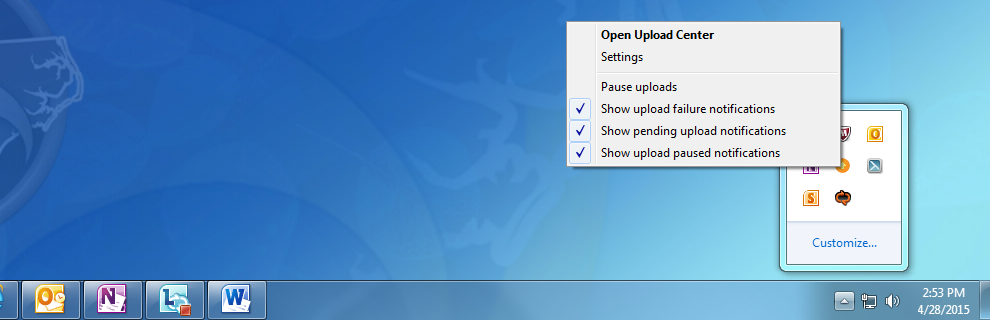 Open Upload Center
Settings
Pause uploads
Show upload failure notifications
Show pending upload notifications
Show upload paused notifications
Customize...
2:53 PM
4/28/2015